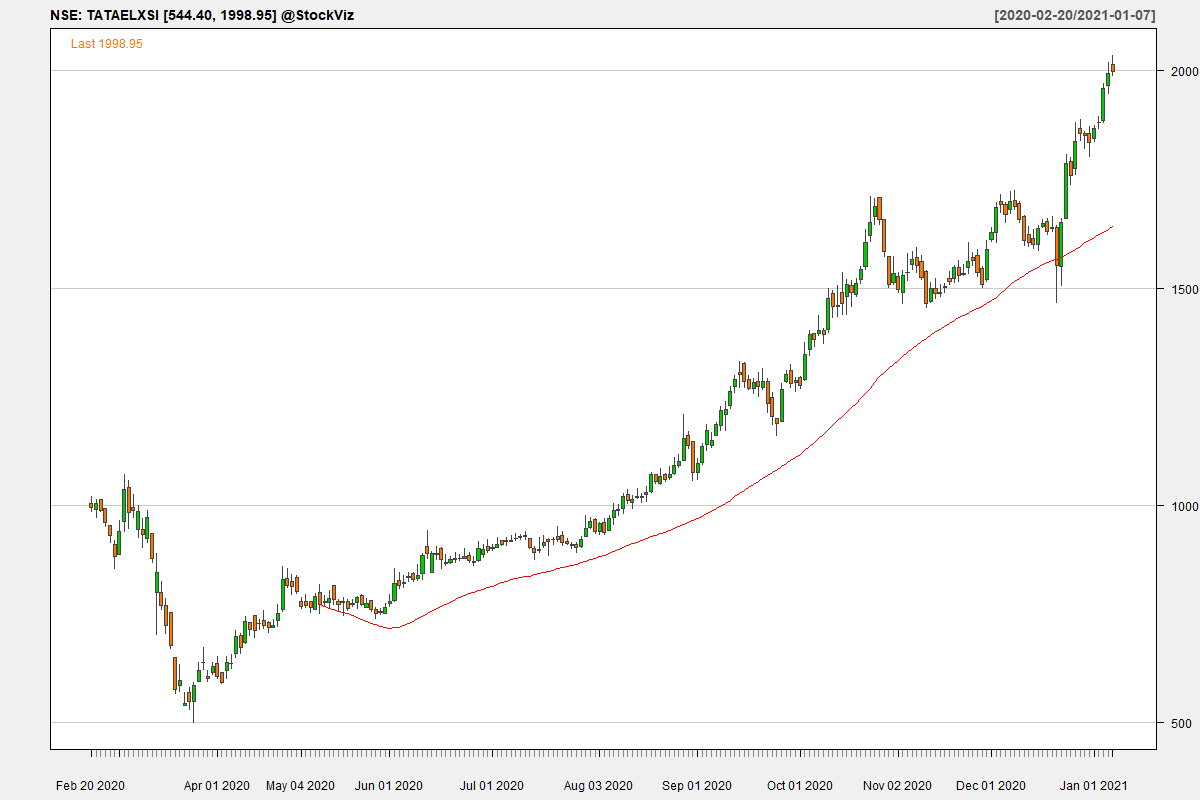 NSE: TATAELXSI [544.40, 1998.95] @StockViz [2020-02-20/2021-01-07]
Last 1998.95
2000
1500
1000
500
Feb 20 2020 Apr 01 2020 May 04 2020 Jun 01 2020 Jul 01 2020 Aug 03 2020 Sep 01 2020 Oct 01 2020 Nov 02 2020 Dec 01 2020 Jan 01 2021